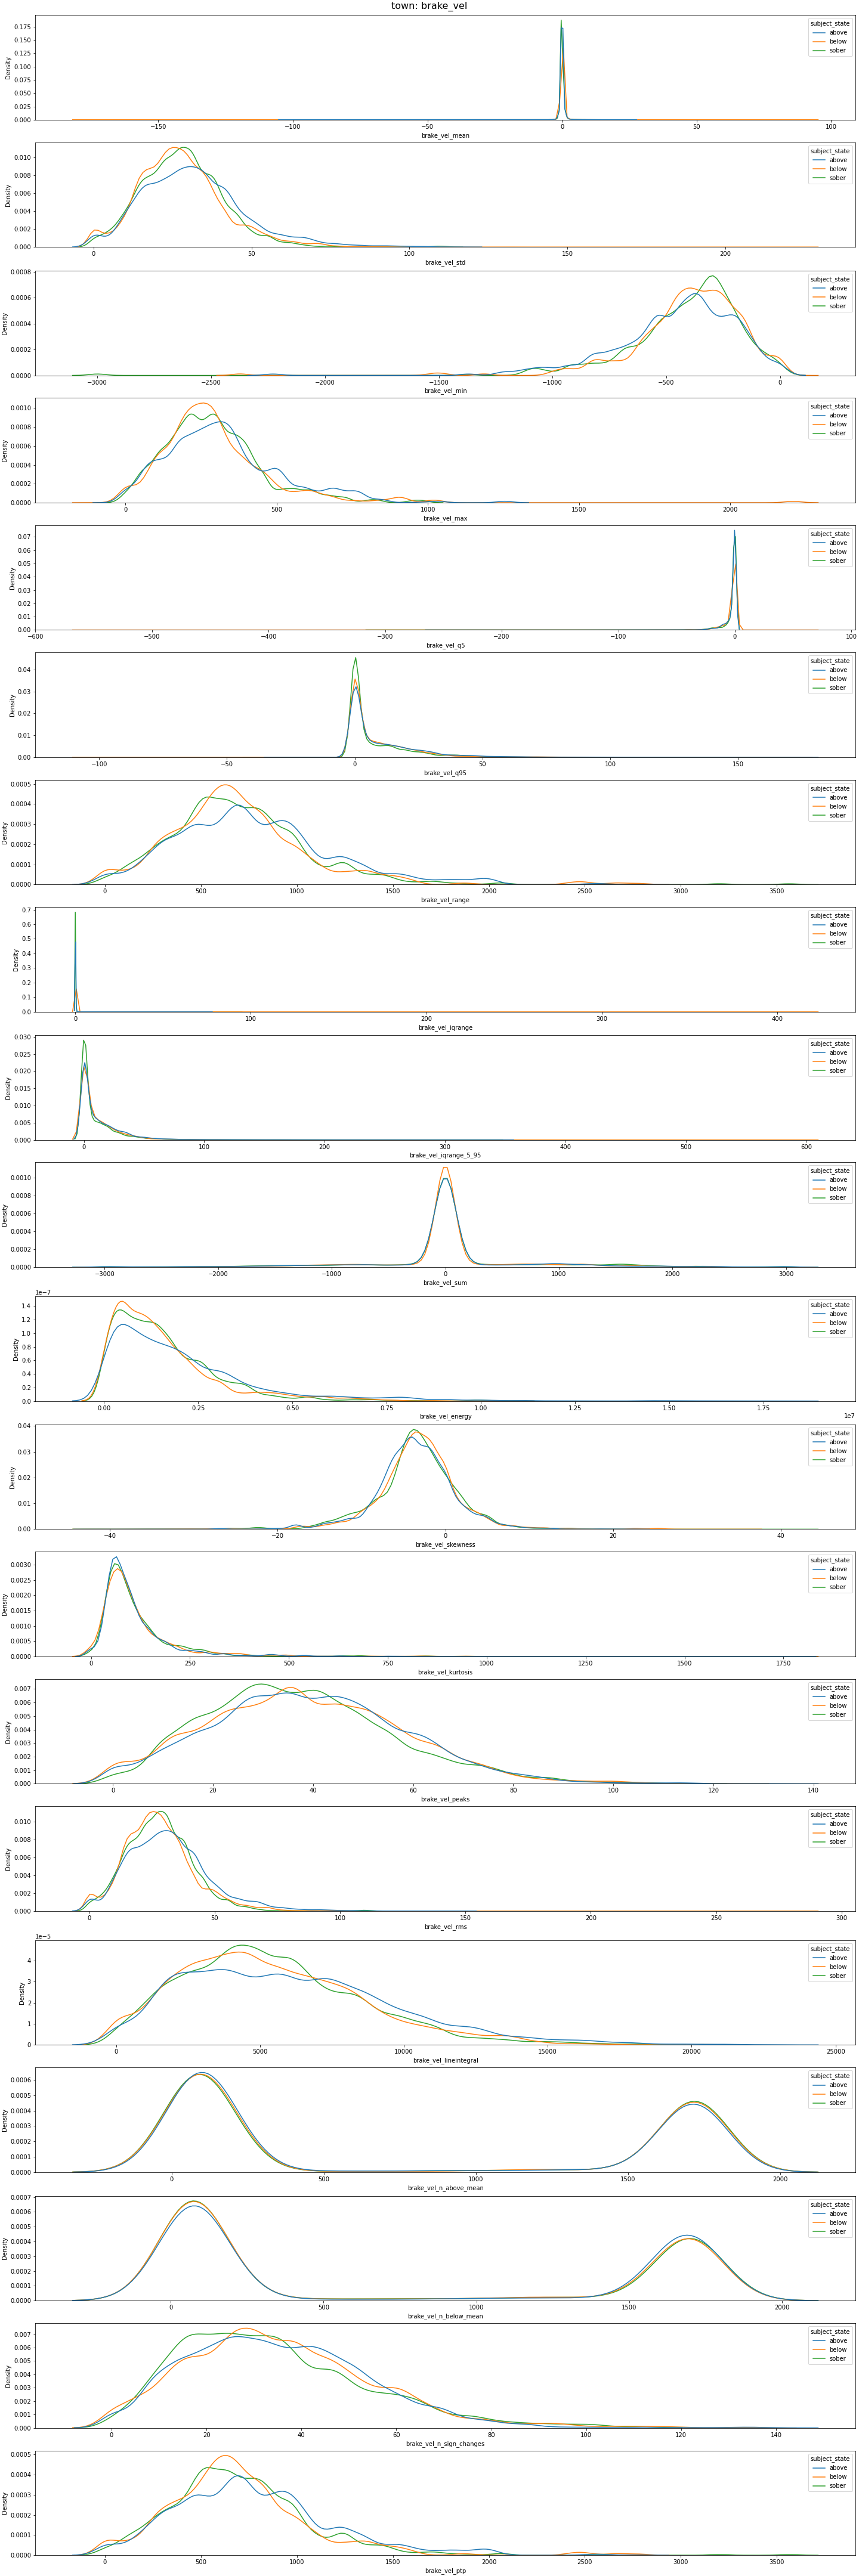 town: brake_vel
Density
0.175
0.150
0.125
0.100
0.075
0.050
0.025
0.000
subject_state
above
below
sober
−150 −100 −50 0 50 100
brake_vel_mean
Density
0.010
0.008
0.006
0.004
0.002
0.000
subject_state
above
below
sober
0 50 100 150 200
brake_vel_std
Density
0.0008
0.0006
0.0004
0.0002
0.0000
subject_state
above
below
sober
−3000 −2500 −2000 −1500 −1000 −500 0
brake_vel_min
Density
0.0010
0.0008
0.0006
0.0004
0.0002
0.0000
subject_state
above
below
sober
0 500 1000 1500 2000
brake_vel_max
Density
0.07
0.06
0.05
0.04
0.03
0.02
0.01
0.00
subject_state
above
below
sober
−600 −500 −400 −300 −200 −100 0 100
brake_vel_q5
Density
0.04
0.03
0.02
0.01
0.00
subject_state
above
below
sober
−100 −50 0 50 100 150
brake_vel_q95
Density
0.0005
0.0004
0.0003
0.0002
0.0001
0.0000
subject_state
above
below
sober
0 500 1000 1500 2000 2500 3000 3500
brake_vel_range
Density
0.7
0.6
0.5
0.4
0.3
0.2
0.1
0.0
subject_state
above
below
sober
0 100 200 300 400
brake_vel_iqrange
Density
0.030
0.025
0.020
0.015
0.010
0.005
0.000
subject_state
above
below
sober
0 100 200 300 400 500 600
brake_vel_iqrange_5_95
Density
0.0010
0.0008
0.0006
0.0004
0.0002
0.0000
subject_state
above
below
sober
−3000 −2000 −1000 0 1000 2000 3000
brake_vel_sum
1e−7
Density
1.4
1.2
1.0
0.8
0.6
0.4
0.2
0.0
subject_state
above
below
sober
0.00 0.25 0.50 0.75 1.00 1.25 1.50 1.75
brake_vel_energy
1e7
Density
0.04
0.03
0.02
0.01
0.00
subject_state
above
below
sober
−40 −20 0 20 40
brake_vel_skewness
Density
0.0030
0.0025
0.0020
0.0015
0.0010
0.0005
0.0000
subject_state
above
below
sober
0 250 500 750 1000 1250 1500 1750
brake_vel_kurtosis
Density
0.007
0.006
0.005
0.004
0.003
0.002
0.001
0.000
subject_state
above
below
sober
0 20 40 60 80 100 120 140
brake_vel_peaks
Density
0.010
0.008
0.006
0.004
0.002
0.000
subject_state
above
below
sober
0 50 100 150 200 250 300
brake_vel_rms
1e−5
Density
4
3
2
1
0
subject_state
above
below
sober
0 5000 10000 15000 20000 25000
brake_vel_lineintegral
Density
0.0006
0.0005
0.0004
0.0003
0.0002
0.0001
0.0000
subject_state
above
below
sober
0 500 1000 1500 2000
brake_vel_n_above_mean
Density
0.0007
0.0006
0.0005
0.0004
0.0003
0.0002
0.0001
0.0000
subject_state
above
below
sober
0 500 1000 1500 2000
brake_vel_n_below_mean
Density
0.007
0.006
0.005
0.004
0.003
0.002
0.001
0.000
subject_state
above
below
sober
0 20 40 60 80 100 120 140
brake_vel_n_sign_changes
Density
0.0005
0.0004
0.0003
0.0002
0.0001
0.0000
subject_state
above
below
sober
0 500 1000 1500 2000 2500 3000 3500
brake_vel_ptp